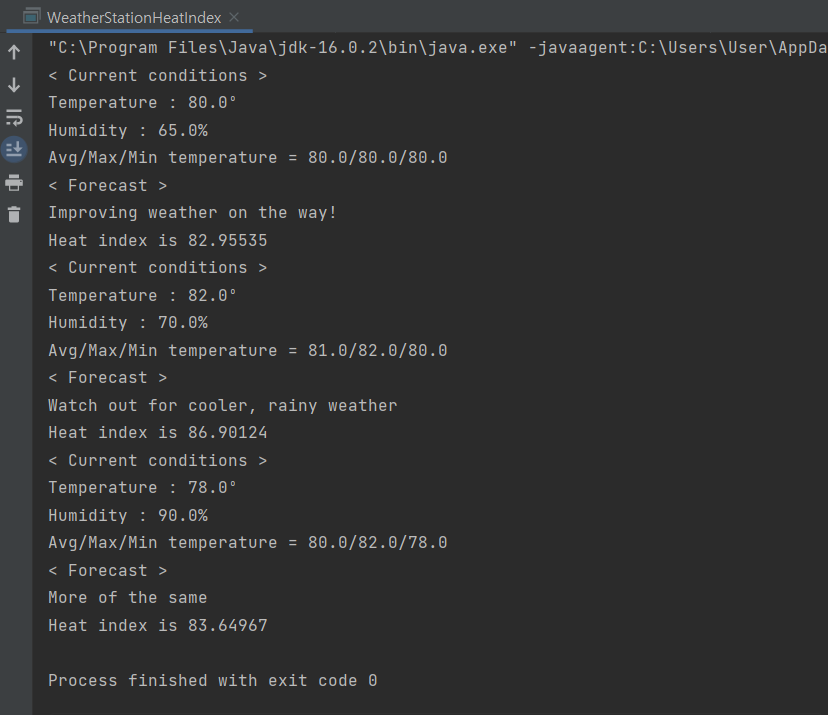 WeatherStationHeatIndex
"C:\Program Files\Java\jdk-16.0.2\bin\java.exe" -javaagent:C:\Users\User\AppDa
< Current conditions >
Temperature : 80.0°
Humidity : 65.0%
Avg/Max/Min temperature = 80.0/80.0/80.0
< Forecast >
Improving weather on the way!
Heat index is 82.95535
< Current conditions >
Temperature : 82.0°
Humidity : 70.0%
Avg/Max/Min temperature = 81.0/82.0/80.0
< Forecast >
Watch out for cooler, rainy weather
Heat index is 86.90124
< Current conditions >
Temperature : 78.0°
Humidity : 90.0%
Avg/Max/Min temperature = 80.0/82.0/78.0
< Forecast >
More of the same
Heat index is 83.64967
Process finished with exit code 0